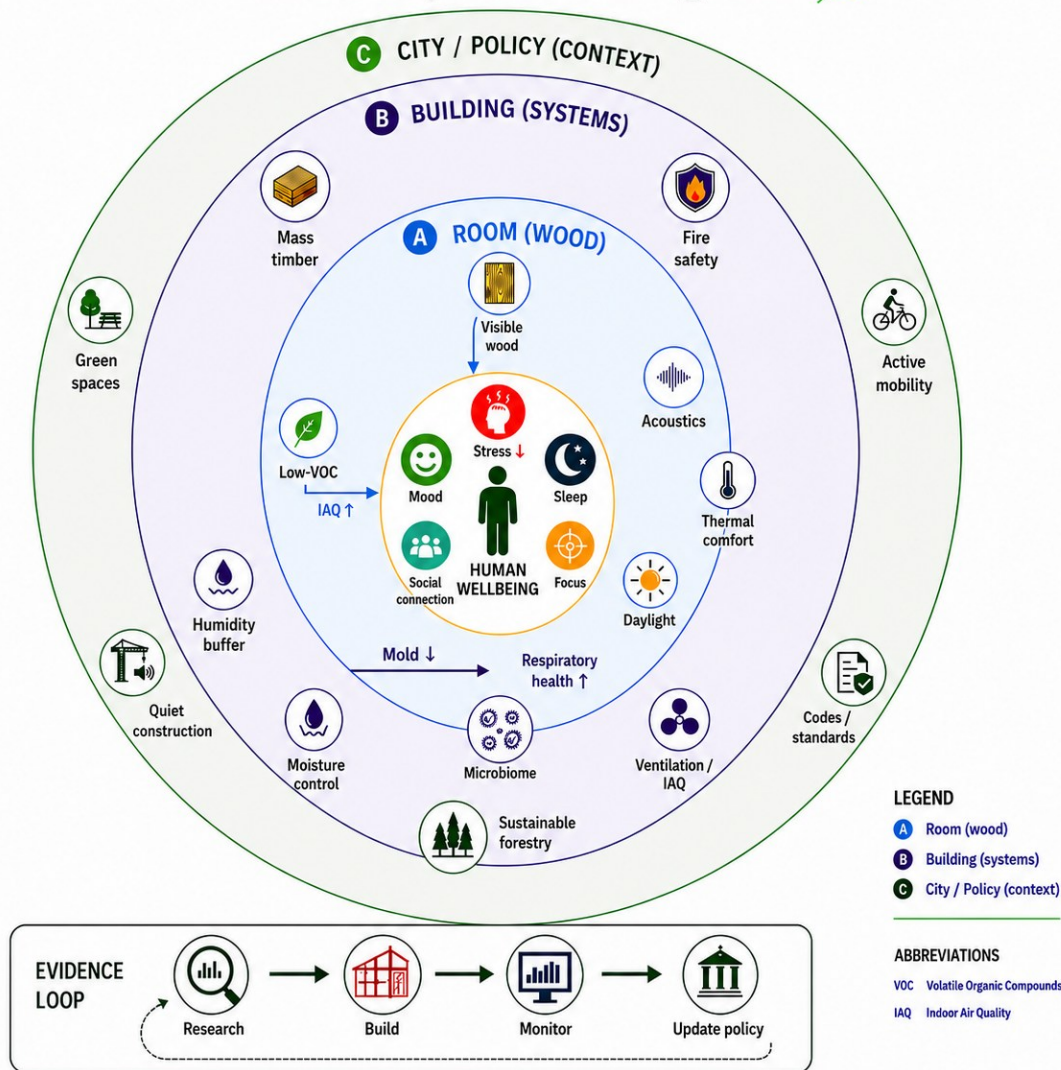 C CITY / POLICY (CONTEXT)
B BUILDING (SYSTEMS)
Mass
timber
Fire
safety
A ROOM (WOOD)
Visible
wood
Green
spaces
Active
mobility
Acoustics
Low-VOC
IAQ ↑
Stress ↓
Mood
Sleep
Social
connection
Focus
HUMAN
WELLBEING
Thermal
comfort
Daylight
Humidity
buffer
Mold ↓
Respiratory
health ↑
Quiet
construction
Codes /
standards
Moisture
control
Microbiome
Ventilation /
IAQ
Sustainable
forestry
LEGEND
A Room (wood)
B Building (systems)
C City / Policy (context)
ABBREVIATIONS
VOC Volatile Organic Compounds
IAQ Indoor Air Quality
EVIDENCE
LOOP
Research
Build
Monitor
Update policy